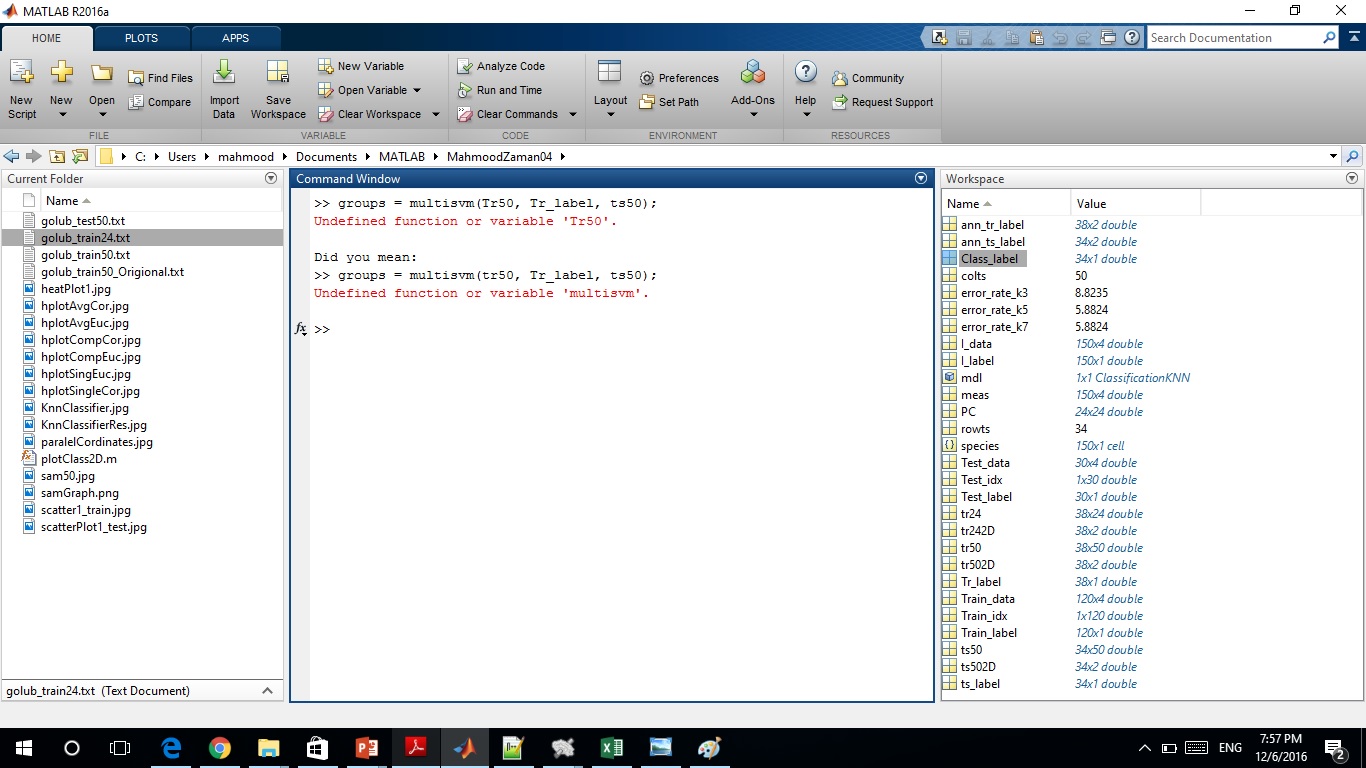 MATLAB R2016a
HOME PLOTS APPS
Search Documentation
New Script
New
Open
Find Files
Compare
FILE
Import Data
Save Workspace
New Variable
Open Variable
Clear Workspace
VARIABLE
Analyze Code
Run and Time
Clear Commands
CODE
Layout
Preferences
Set Path
Add-Ons
ENVIRONMENT
Help
Community
Request Support
RESOURCES
C: Users mahmood Documents MATLAB MahmoodZaman04
Current Folder
Name
golub_test50.txt
golub_train24.txt
golub_train50.txt
golub_train50_Origional.txt
heatPlot1.jpg
hplotAvgCor.jpg
hplotAvgEuc.jpg
hplotCompCor.jpg
hplotCompEuc.jpg
hplotSingEuc.jpg
hplotSingleCor.jpg
KnnClassifier.jpg
KnnClassifierRes.jpg
paralelCordinates.jpg
plotClass2D.m
sam50.jpg
samGraph.png
scatter1_train.jpg
scatterPlot1_test.jpg
golub_train24.txt (Text Document)
Command Window
>> groups = multisvm(Tr50, Tr_label, ts50);
Undefined function or variable 'Tr50'.
Did you mean:
>> groups = multisvm(tr50, Tr_label, ts50);
Undefined function or variable 'multisvm'.
fx >>
Workspace
Name Value
ann_tr_label 38x2 double
ann_ts_label 34x2 double
Class_label 34x1 double
colts 50
error_rate_k3 8.8235
error_rate_k5 5.8824
error_rate_k7 5.8824
I_data 150x4 double
I_label 150x1 double
mdl 1x1 ClassificationKNN
meas 150x4 double
PC 24x24 double
rowts 34
species 150x1 cell
Test_data 30x4 double
Test_idx 1x30 double
Test_label 30x1 double
tr24 38x24 double
tr242D 38x2 double
tr50 38x50 double
tr502D 38x2 double
Tr_label 38x1 double
Train_data 120x4 double
Train_idx 1x120 double
Train_label 120x1 double
ts50 34x50 double
ts502D 34x2 double
ts_label 34x1 double
ENG
7:57 PM
12/6/2016
2